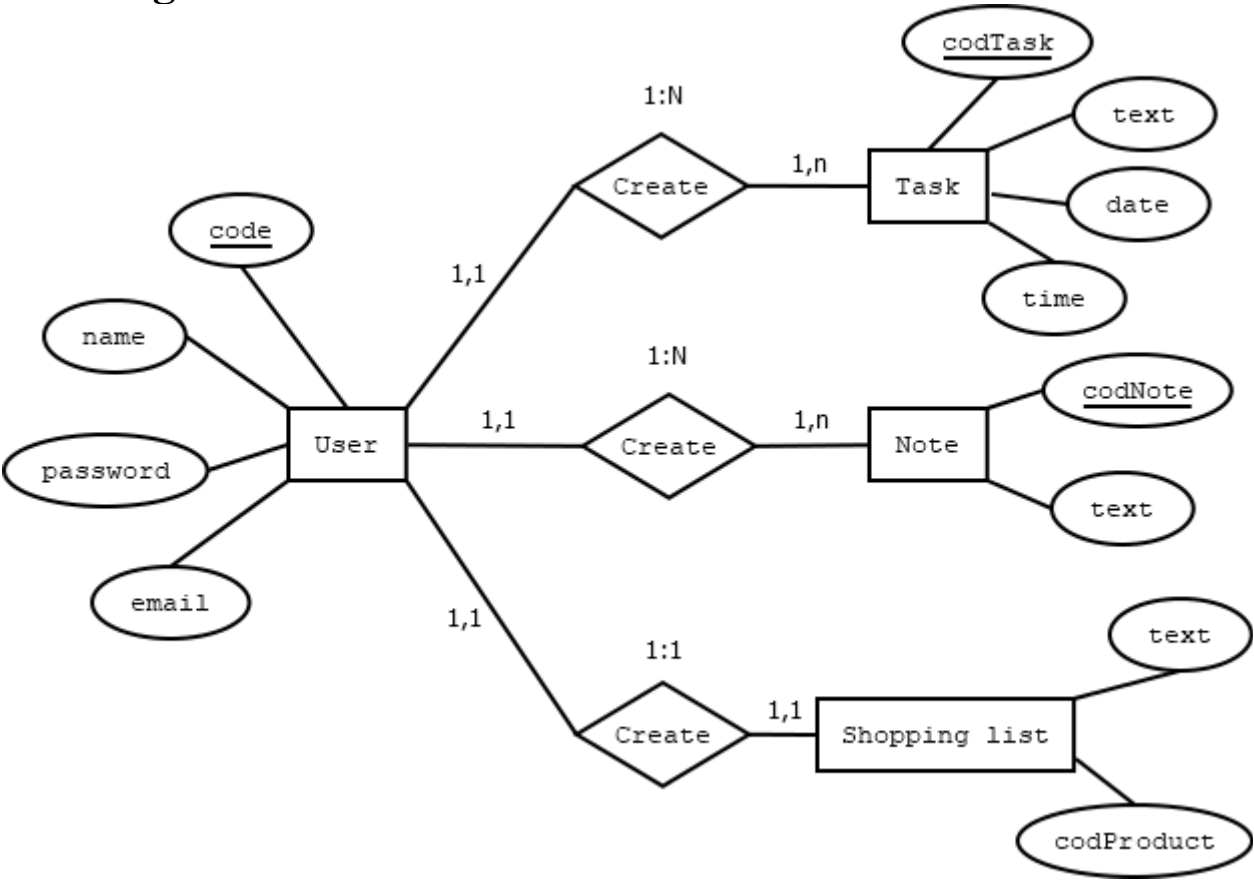 codTask
1:N
text
1,n
Create
Task
date
code
1,1
time
name
1:N
codNote
1,1
1,n
User
Create
Note
password
text
email
1,1
1:1
text
1,1
Create
Shopping list
codProduct